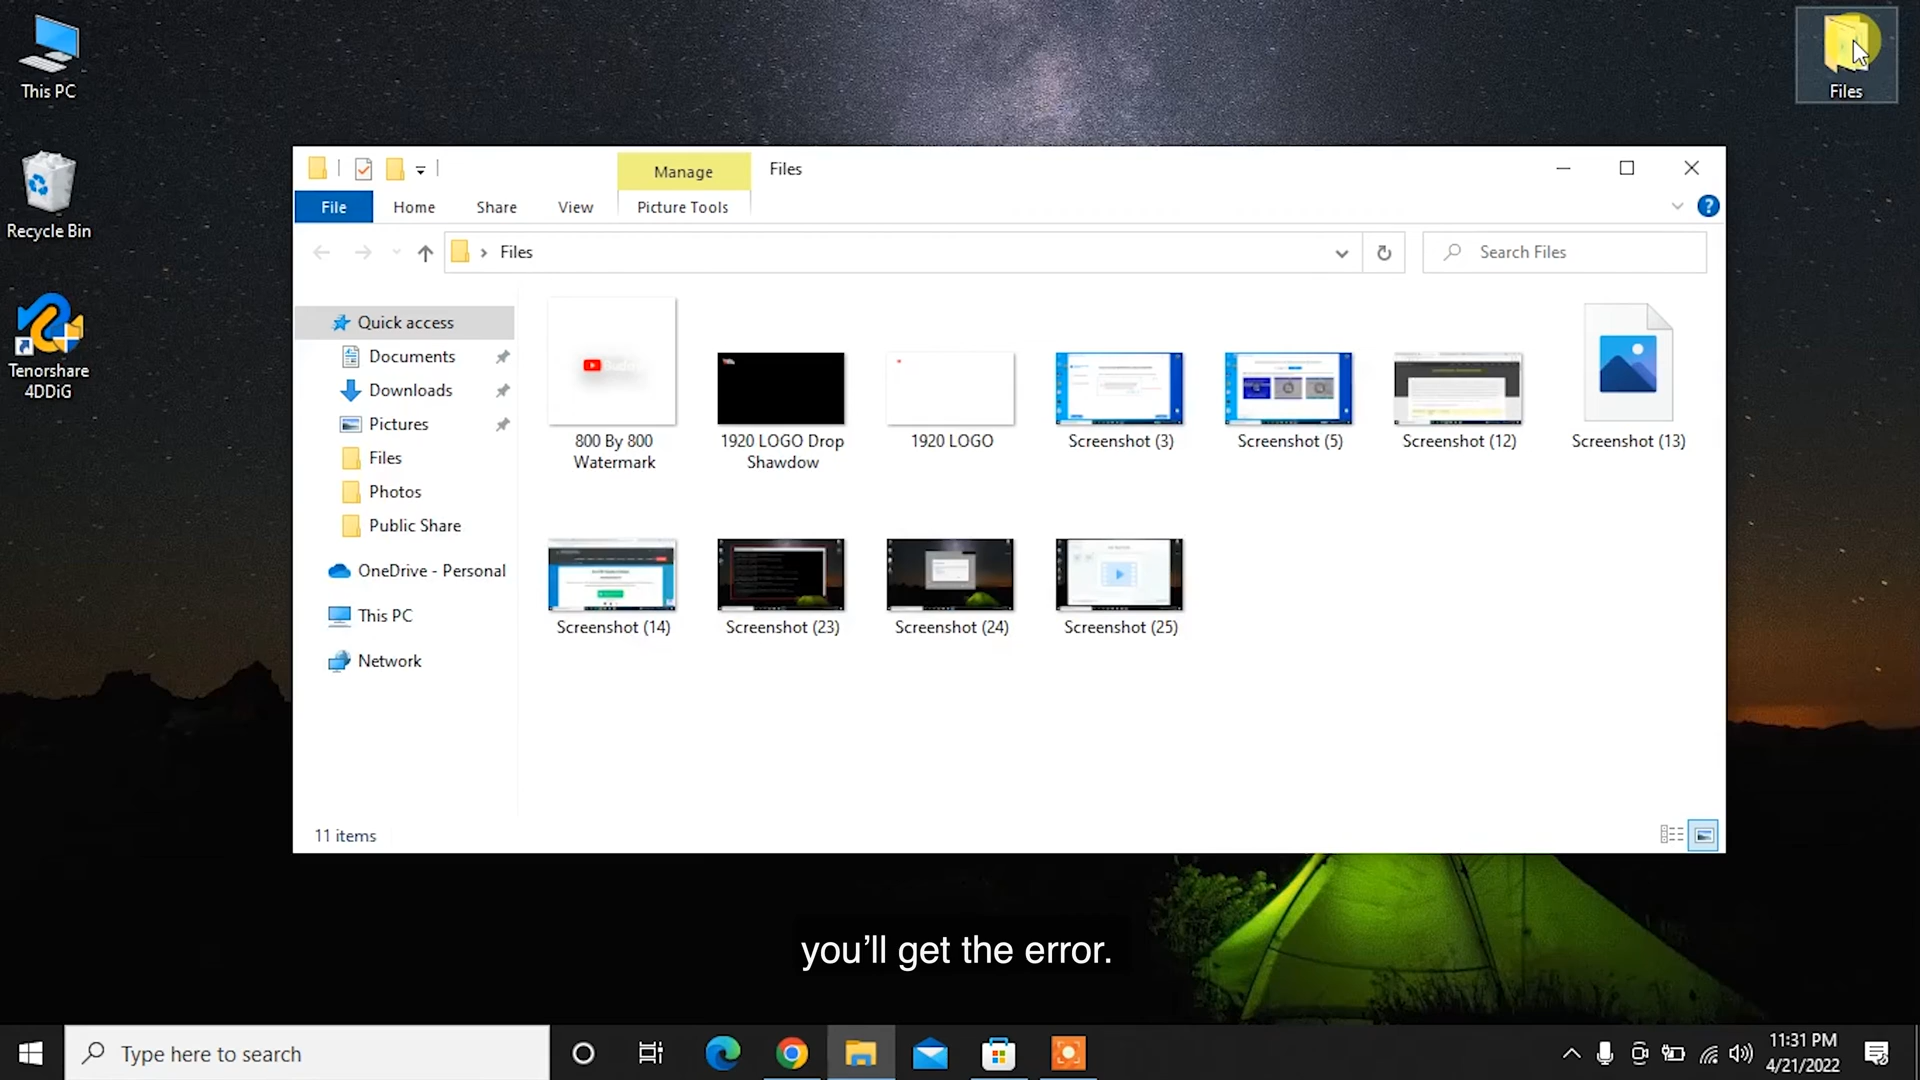 This PC
Recycle Bin
Tenorshare
4DDiG
Files
Manage
Files
File
Home
Share
View
Picture Tools
Files
Search Files
Quick access
Documents
Downloads
Pictures
Files
Photos
Public Share
OneDrive - Personal
This PC
Network
800 By 800
Watermark
1920 LOGO Drop
Shawdow
1920 LOGO
Screenshot (3)
Screenshot (5)
Screenshot (12)
Screenshot (13)
Screenshot (14)
Screenshot (23)
Screenshot (24)
Screenshot (25)
11 items
you’ll get the error.
Type here to search
11:31 PM
4/21/2022